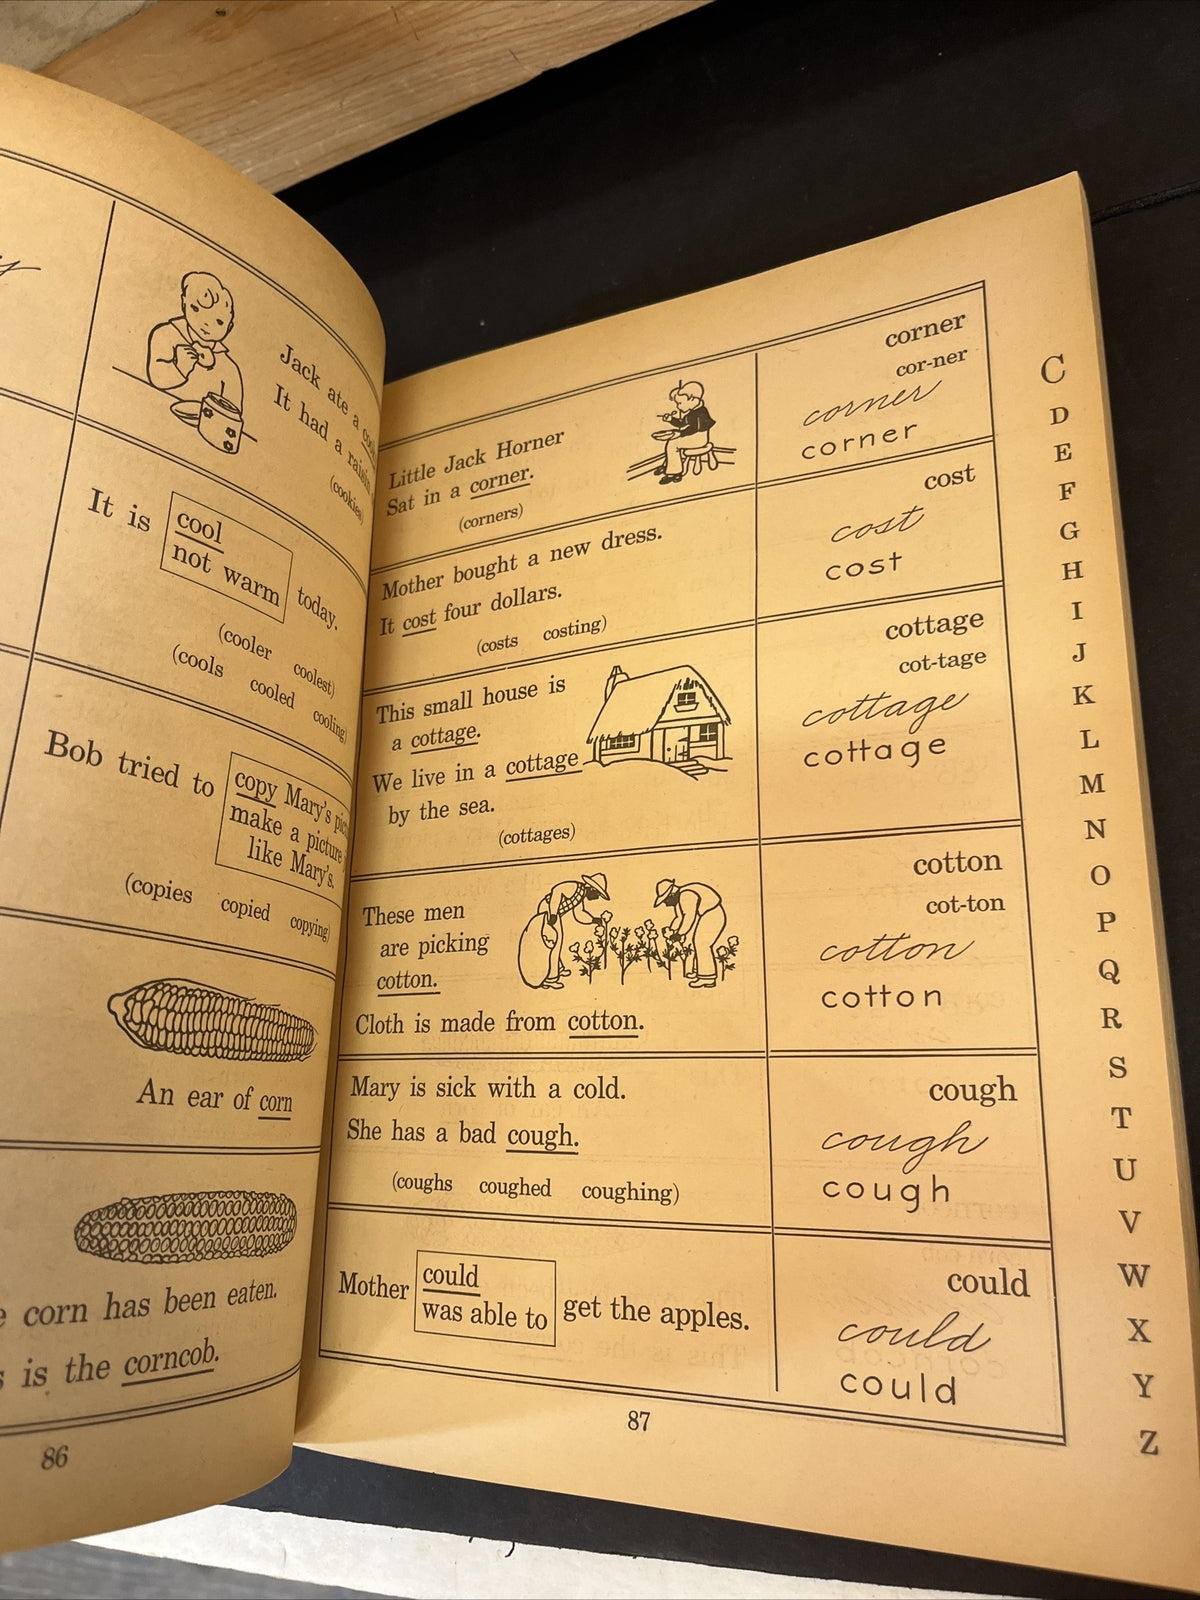 Jack ate a
It had a raisin
(cookies)
It is cool
not warm today.
(cooler coolest)
(cools cooled cooling)
Bob tried to copy Mary's
make a picture
like Mary's.
(copies copied copying)
An ear of corn
corn has been eaten.
is the corncob.
86
Little Jack Horner
Sat in a corner.
(corners)
corner
cor-ner
corner
corner
Mother bought a new dress.
It cost four dollars.
(costs costing)
cost
cost
cost
This small house is
a cottage.
We live in a cottage
by the sea.
(cottages)
cottage
cot-tage
cottage
cottage
These men
are picking
cotton.
Cloth is made from cotton.
cotton
cot-ton
cotton
cotton
Mary is sick with a cold.
She has a bad cough.
(coughs coughed coughing)
cough
cough
cough
Mother could
was able to get the apples.
could
could
could
87
C
D
E
F
G
H
I
J
K
L
M
N
O
P
Q
R
S
T
U
V
W
X
Y
Z